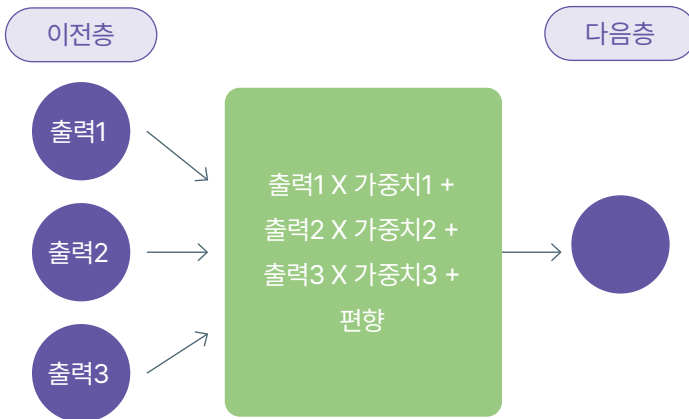 이전층
다음층
출력1
출력2
출력3
출력1 X 가중치1 +
출력2 X 가중치2 +
출력3 X 가중치3 +
편향